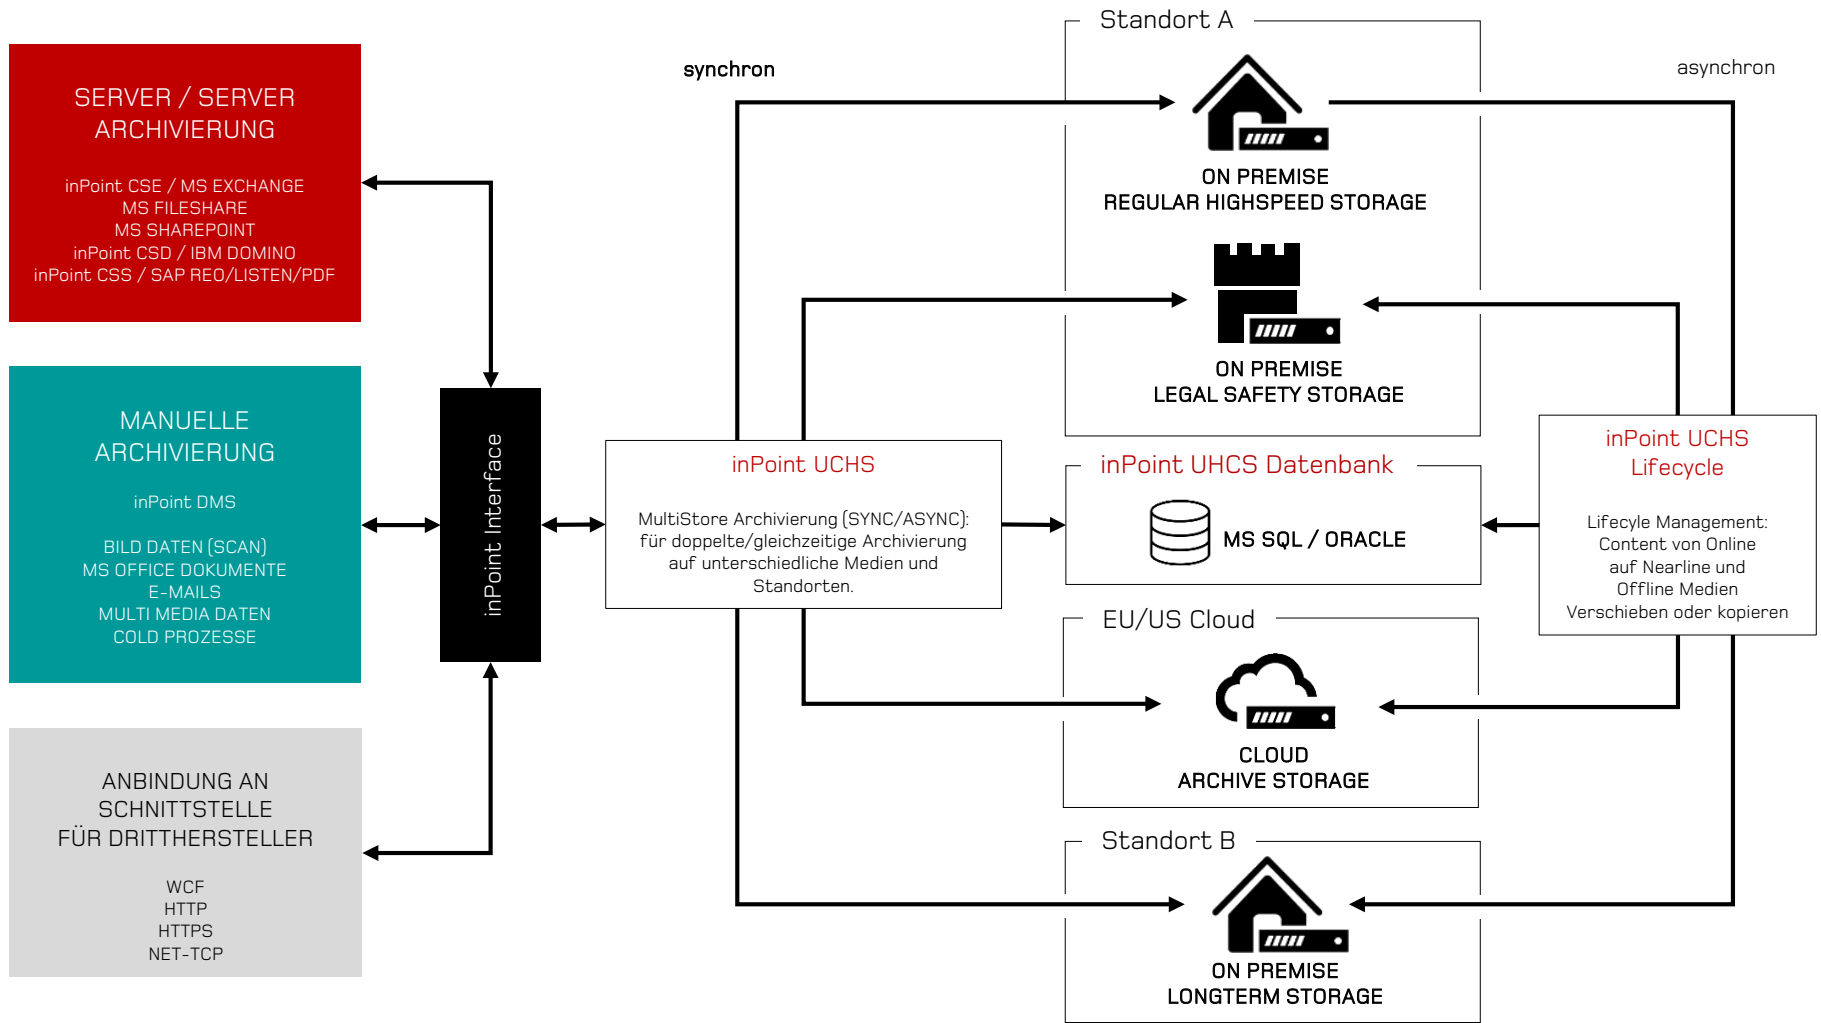 SERVER / SERVER
ARCHIVIERUNG
inPoint CSE / MS EXCHANGE
MS FILESHARE
MS SHAREPOINT
inPoint CSD / IBM DOMINO
inPoint CSS / SAP REO/LISTEN/PDF
MANUELLE
ARCHIVIERUNG
inPoint DMS
BILD DATEN (SCAN)
MS OFFICE DOKUMENTE
E-MAILS
MULTI MEDIA DATEN
COLD PROZESSE
ANBINDUNG AN
SCHNITTSTELLE
FÜR DRITTHERSTELLER
WCF
HTTP
HTTPS
NET-TCP
inPoint Interface
synchron
inPoint UCHS
MultiStore Archivierung (SYNC/ASYNC):
für doppelte/gleichzeitige Archivierung
auf unterschiedliche Medien und
Standorten.
Standort A
ON PREMISE
REGULAR HIGHSPEED STORAGE
ON PREMISE
LEGAL SAFETY STORAGE
inPoint UHCS Datenbank
MS SQL / ORACLE
EU/US Cloud
CLOUD
ARCHIVE STORAGE
Standort B
ON PREMISE
LONGTERM STORAGE
asynchron
inPoint UCHS
Lifecycle
Lifecyle Management:
Content von Online
auf Nearline und
Offline Medien
Verschieben oder kopieren